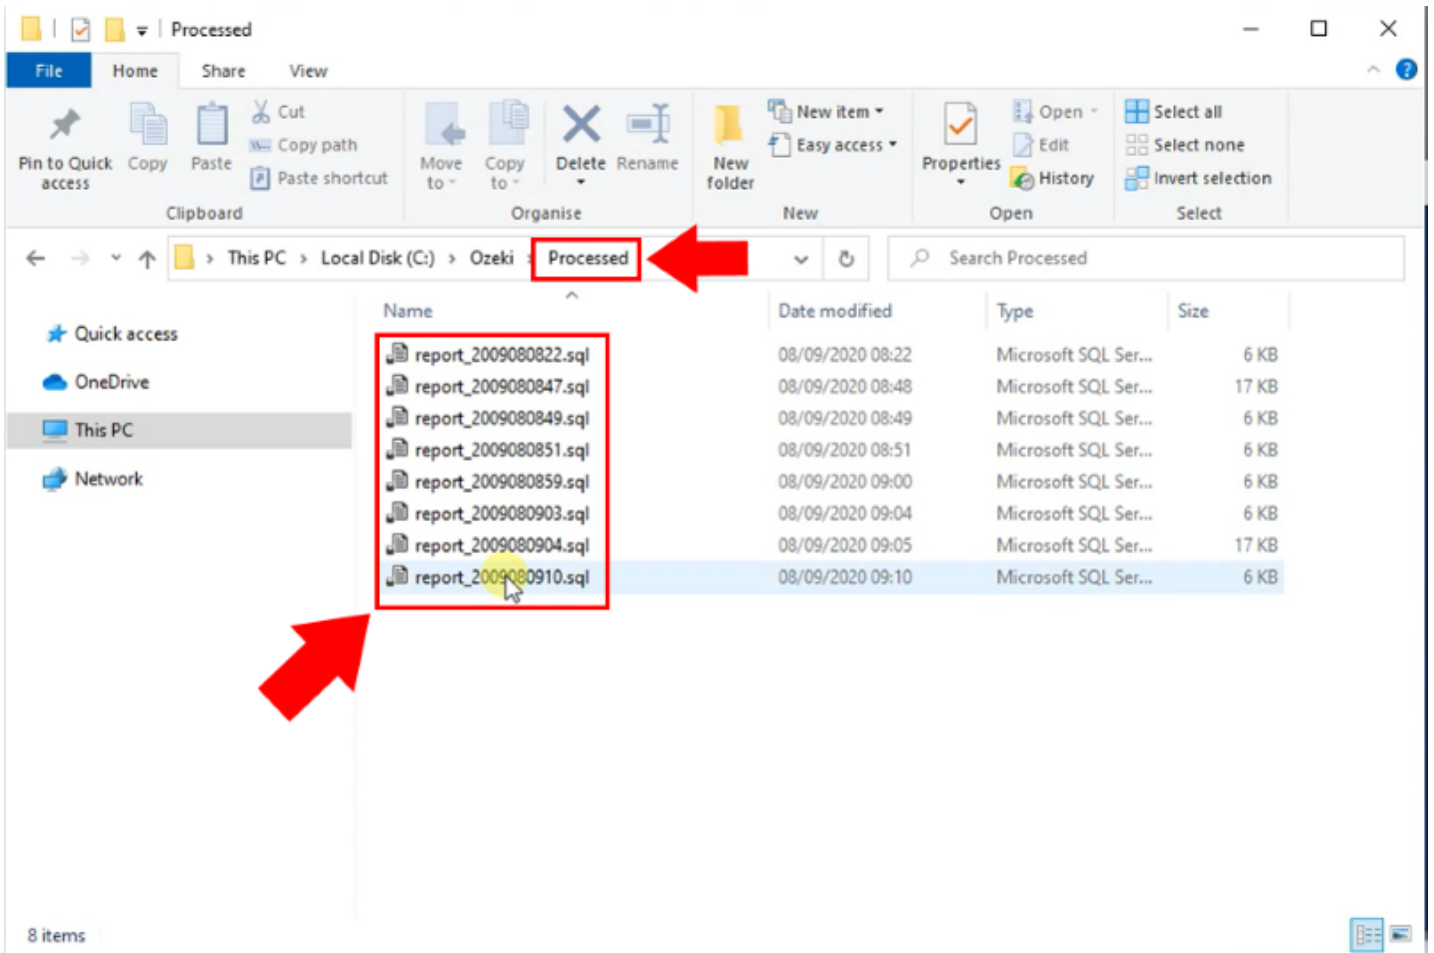 Processed
File Home Share View
Pin to Quick access
Copy
Paste
Cut
Copy path
Paste shortcut
Clipboard
Move to
Copy to
Delete
Rename
Organise
New folder
New item
Easy access
New
Properties
Open
Edit
History
Open
Select all
Select none
Invert selection
Select
This PC > Local Disk (C:) > Ozeki > Processed
Search Processed
Quick access
OneDrive
This PC
Network
Name Date modified Type Size
report_2009080822.sql 08/09/2020 08:22 Microsoft SQL Ser... 6 KB
report_2009080847.sql 08/09/2020 08:48 Microsoft SQL Ser... 17 KB
report_2009080849.sql 08/09/2020 08:49 Microsoft SQL Ser... 6 KB
report_2009080851.sql 08/09/2020 08:51 Microsoft SQL Ser... 6 KB
report_2009080859.sql 08/09/2020 09:00 Microsoft SQL Ser... 6 KB
report_2009080903.sql 08/09/2020 09:04 Microsoft SQL Ser... 6 KB
report_2009080904.sql 08/09/2020 09:05 Microsoft SQL Ser... 17 KB
report_2009080910.sql 08/09/2020 09:10 Microsoft SQL Ser... 6 KB
8 items